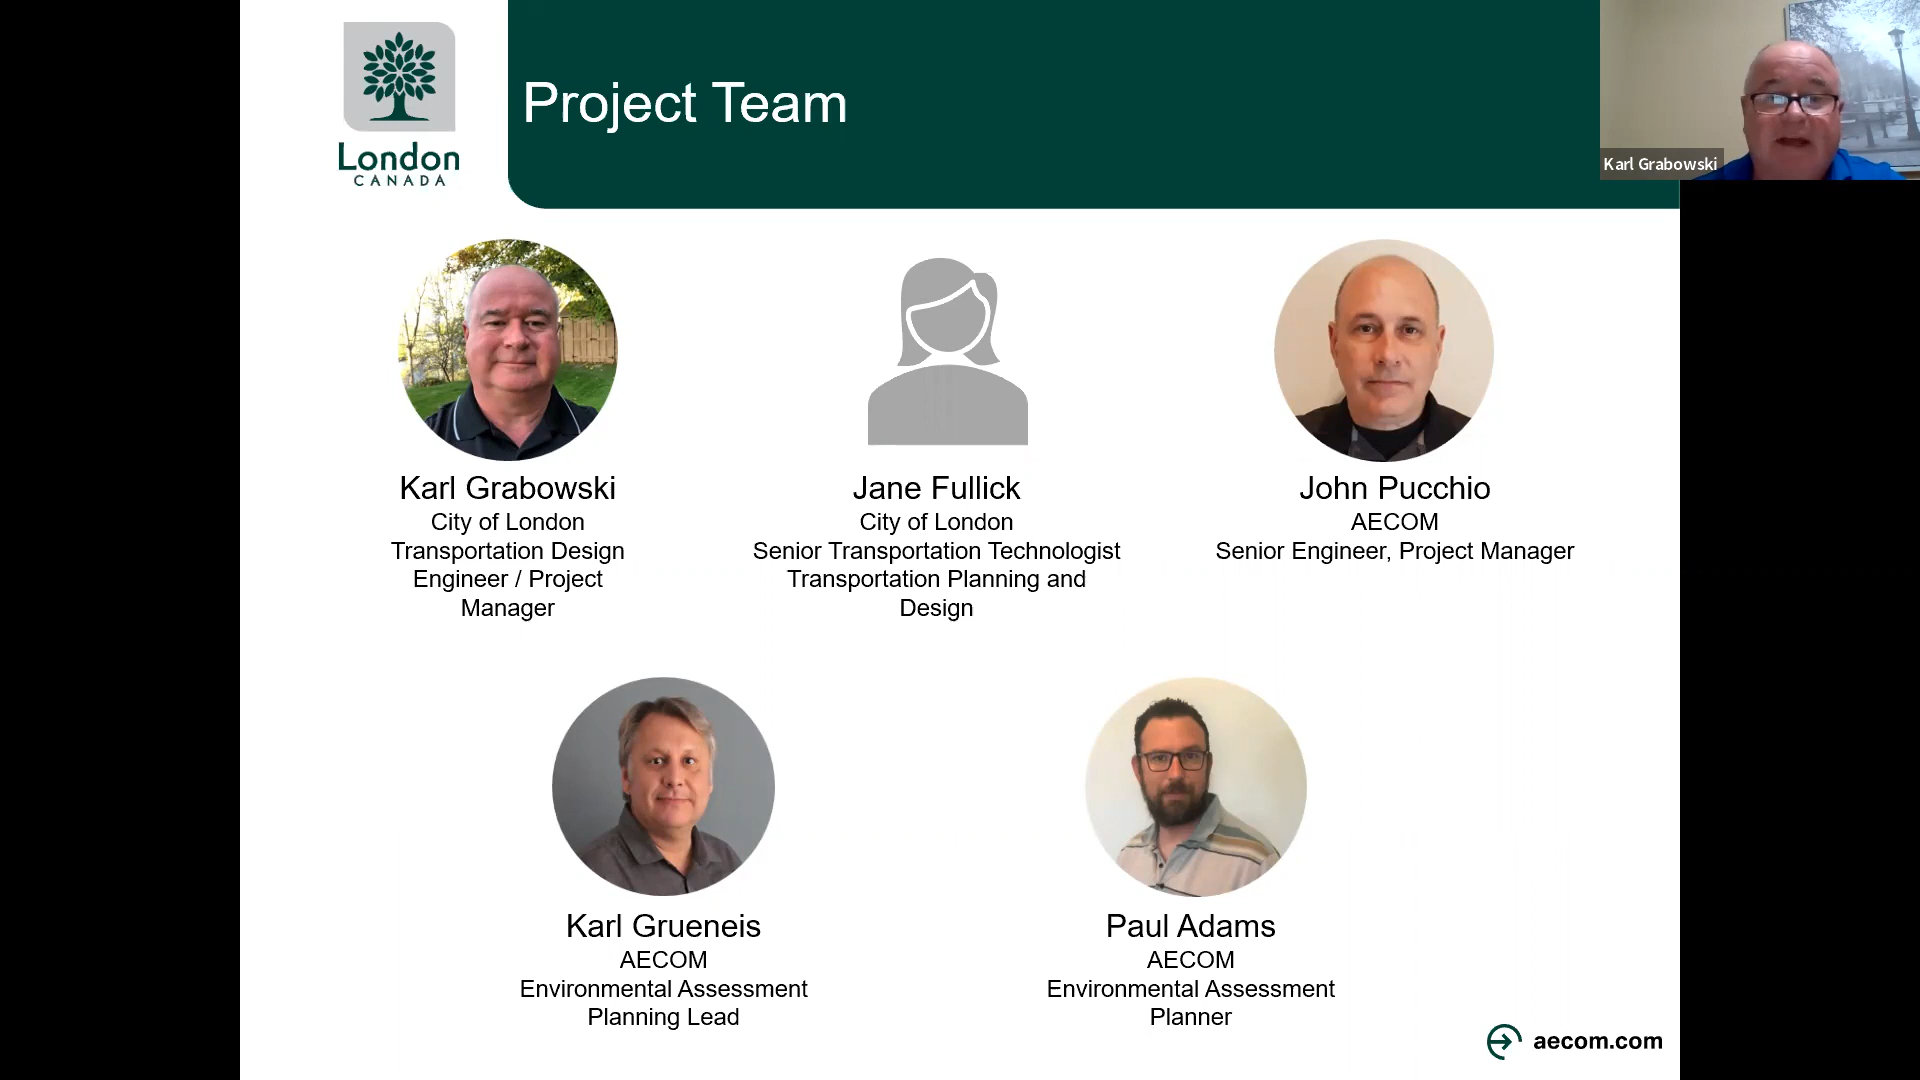 London
CANADA
Project Team
Karl Grabowski
Karl Grabowski
City of London
Transportation Design
Engineer / Project
Manager
Jane Fullick
City of London
Senior Transportation Technologist
Transportation Planning and
Design
John Pucchio
AECOM
Senior Engineer, Project Manager
Karl Grueneis
AECOM
Environmental Assessment
Planning Lead
Paul Adams
AECOM
Environmental Assessment
Planner
aecom.com